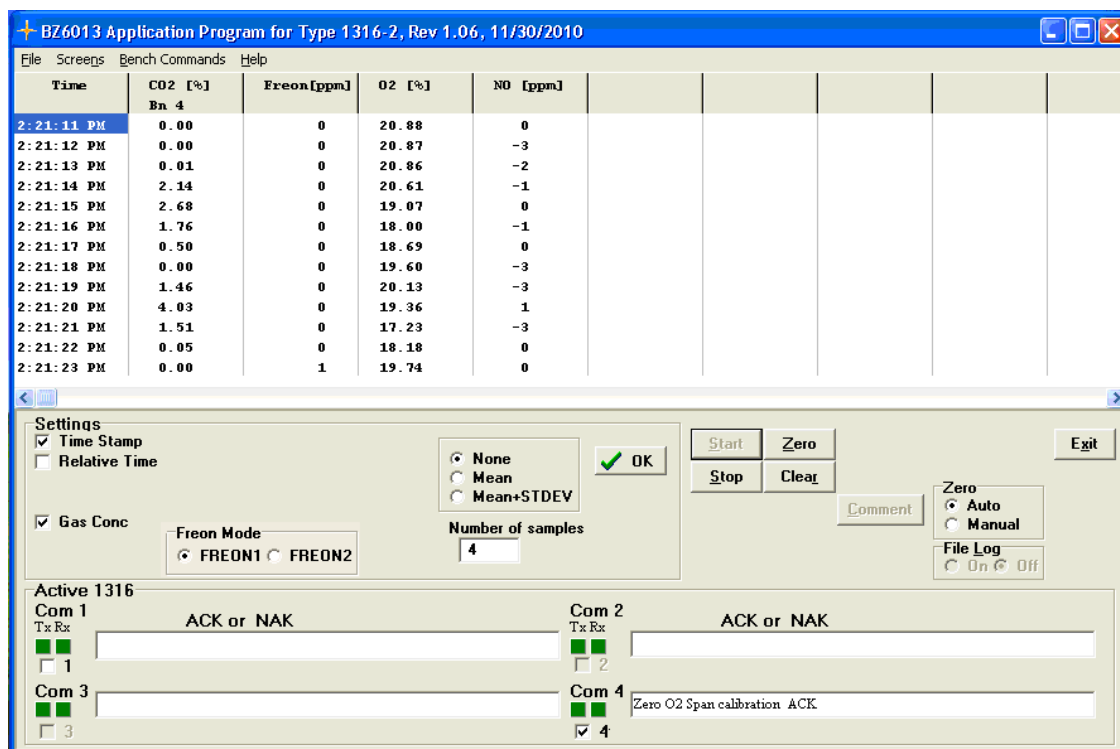 BZ6013 Application Program for Type 1316-2, Rev 1.06, 11/30/2010
File Screens Bench Commands Help
Time CO2 [%] Freon[ppm] O2 [%] NO [ppm]
Bn 4
2:21:11 PM 0.00 0 20.88 0
2:21:12 PM 0.00 0 20.87 -3
2:21:13 PM 0.01 0 20.86 -2
2:21:14 PM 2.14 0 20.61 -1
2:21:15 PM 2.68 0 19.07 0
2:21:16 PM 1.76 0 18.00 -1
2:21:17 PM 0.50 0 18.69 0
2:21:18 PM 0.00 0 19.60 -3
2:21:19 PM 1.46 0 20.13 -3
2:21:20 PM 4.03 0 19.36 1
2:21:21 PM 1.51 0 17.23 -3
2:21:22 PM 0.05 0 18.18 0
2:21:23 PM 0.00 1 19.74 0
Settings
Time Stamp
Relative Time
Gas Conc
Freon Mode
FREON1 FREON2
None
Mean
Mean+STDEV
OK
Number of samples
4
Start Zero
Stop Clear
Comment
Exit
Zero
Auto
Manual
File Log
On Off
Active 1316
Com 1 ACK or NAK
Tx Rx
1
Com 2 ACK or NAK
Tx Rx
2
Com 3
3
Com 4
Zero O2 Span calibration ACK
4